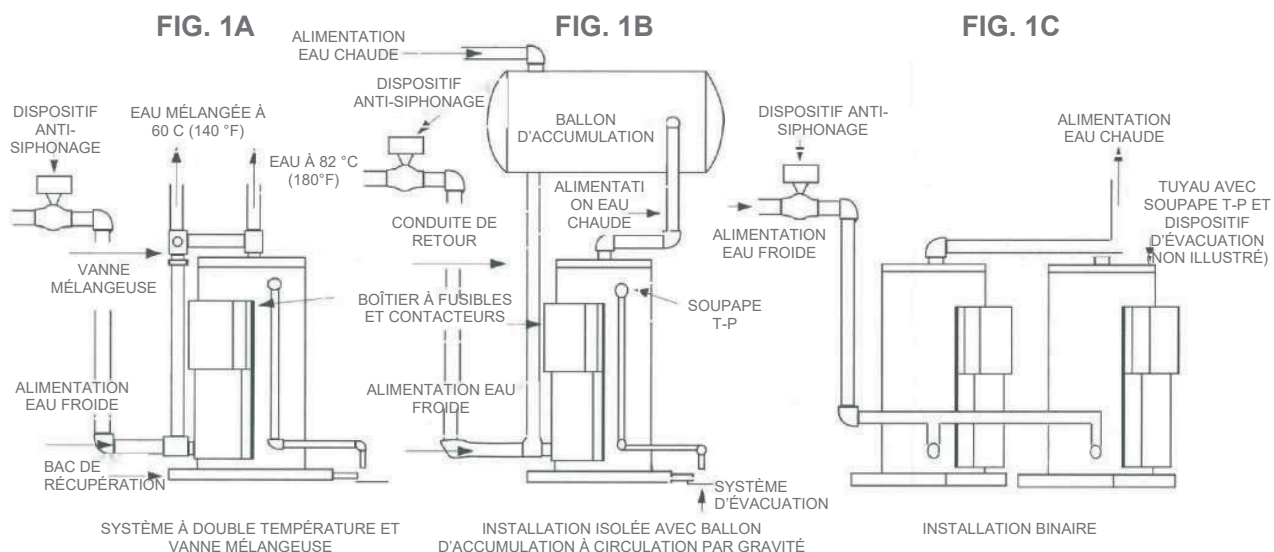 FIG. 1A
DISPOSITIF
ANTI-
SIPHONAGE
EAU MÉLANGÉE À
60 C (140 °F)
EAU À 82 °C
(180°F)
VANNE
MÉLANGEUSE
BOÎTIER À FUSIBLES
ET CONTACTEURS
ALIMENTATION
EAU FROIDE
BAC DE
RÉCUPÉRATION
SYSTÈME À DOUBLE TEMPÉRATURE ET
VANNE MÉLANGEUSE
FIG. 1B
ALIMENTATION
EAU CHAUDE
DISPOSITIF
ANTI-SIPHONAGE
BALLON
D'ACCUMULATION
ALIMENTATI
ON EAU
CHAUDE
CONDUITE DE
RETOUR
SOUPAPE
T-P
ALIMENTATION EAU
FROIDE
SYSTÈME
D'ÉVACUATION
INSTALLATION ISOLÉE AVEC BALLON
D'ACCUMULATION À CIRCULATION PAR GRAVITÉ
FIG. 1C
DISPOSITIF ANTI-
SIPHONAGE
ALIMENTATION
EAU CHAUDE
TUYAU AVEC
SOUPAPE T-P ET
DISPOSITIF
D'ÉVACUATION
(NON ILLUSTRÉ)
ALIMENTATION
EAU FROIDE
INSTALLATION BINAIRE